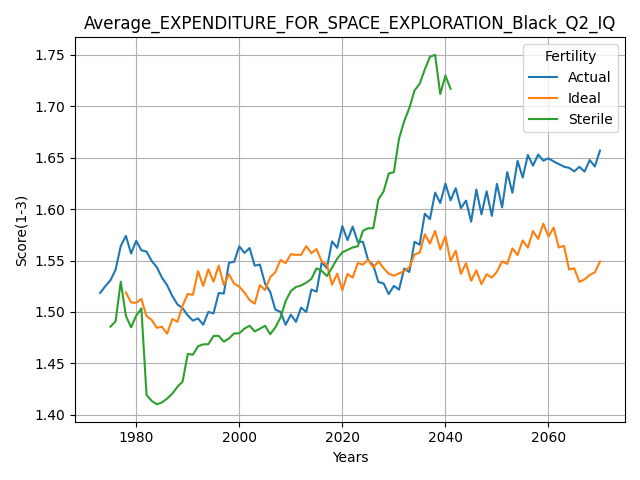 Average_EXPENDITURE_FOR_SPACE_EXPLORATION_Black_Q2_IQ
Fertility
Actual
Ideal
Sterile
Score(1-3)
1.75
1.70
1.65
1.60
1.55
1.50
1.45
1.40
1980
2000
2020
2040
2060
Years